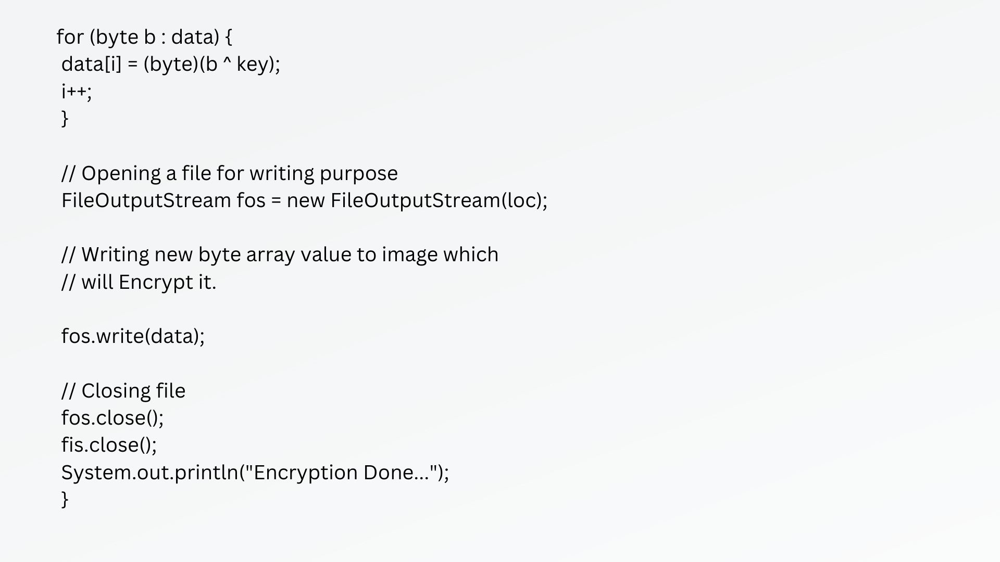 for (byte b : data) {
data[i] = (byte)(b ^ key);
i++;
}
// Opening a file for writing purpose
FileOutputStream fos = new FileOutputStream(loc);
// Writing new byte array value to image which
// will Encrypt it.
fos.write(data);
// Closing file
fos.close();
fis.close();
System.out.println("Encryption Done...");
}